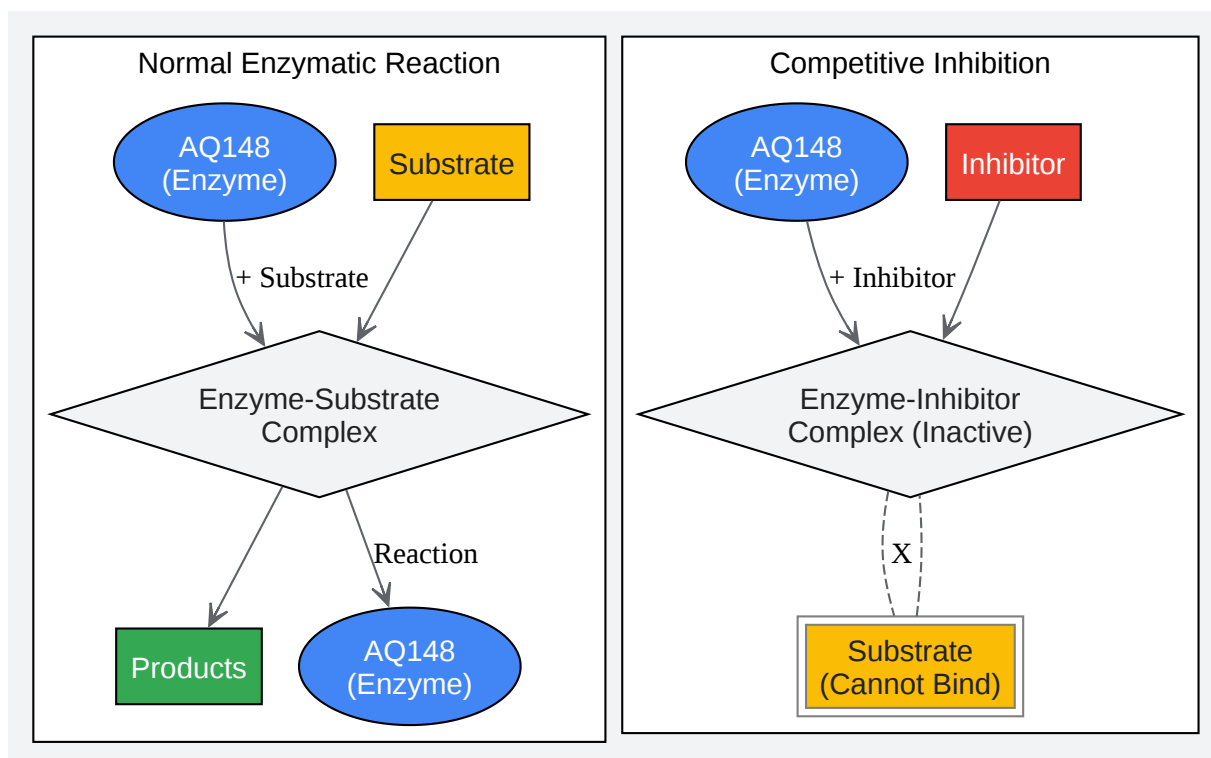 Normal Enzymatic Reaction
AQ148
(Enzyme)
Substrate
+ Substrate
Enzyme-Substrate
Complex
Reaction
Products
AQ148
(Enzyme)
Competitive Inhibition
AQ148
(Enzyme)
Inhibitor
+ Inhibitor
Enzyme-Inhibitor
Complex (Inactive)
X
Substrate
(Cannot Bind)